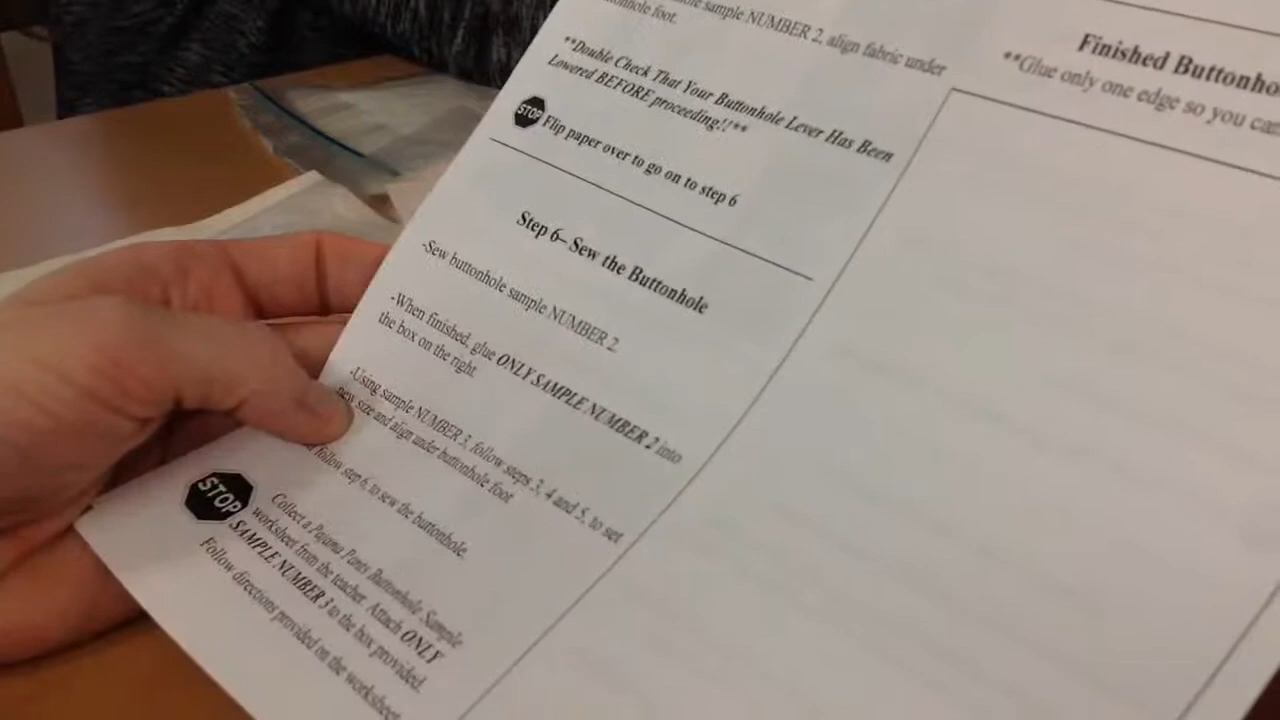 sample NUMBER 2, align fabric under
foot.
**Double Check That Your Buttonhole Lever Has Been
Lowered BEFORE proceeding!!**
STOP Flip paper over to go on to step 6
Step 6– Sew the Buttonhole
-Sew buttonhole sample NUMBER 2.
-When finished, glue ONLY SAMPLE NUMBER 2 into
the box on the right.
-Using sample NUMBER 3, follow steps 3, 4 and 5, to set
new size and align under buttonhole foot
follow step 6, to sew the buttonhole.
STOP Collect a Pajama Pants Buttonhole Sample
worksheet from the teacher. Attach ONLY
SAMPLE NUMBER 3 to the box provided.
Follow directions provided on the worksheet
Finished
**Glue only one edge so you